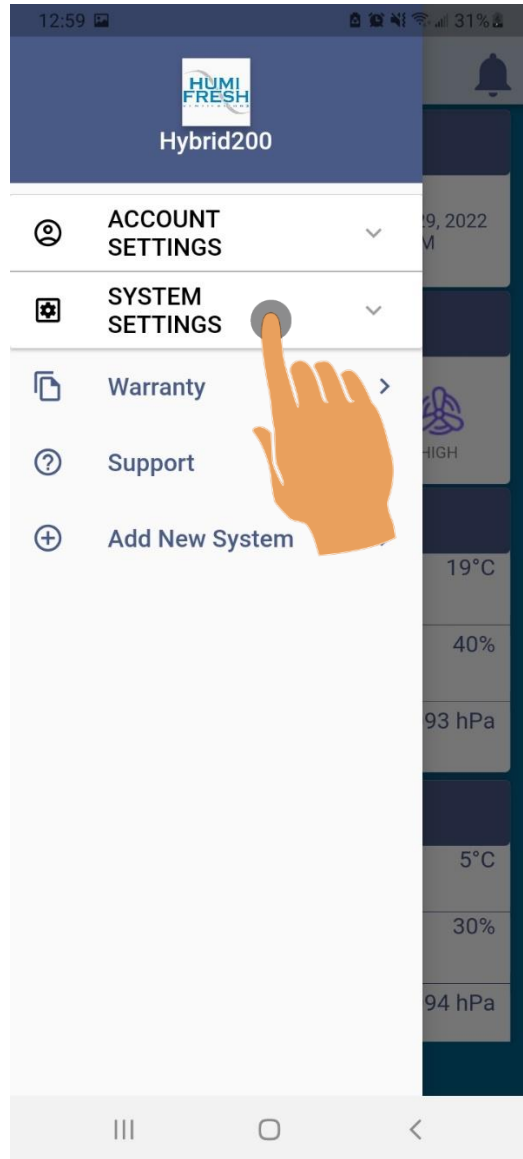 12:59
31%
HUMI
FRESH
Hybrid200
ACCOUNT
SETTINGS
29, 2022
M
SYSTEM
SETTINGS
Warranty
HIGH
Support
Add New System
19°C
40%
93 hPa
5°C
30%
94 hPa